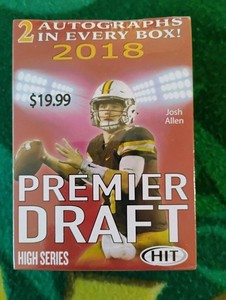 2 AUTOGRAPHS
IN EVERY BOX!
2018
$19.99
Josh
Allen
PREMIER
DRAFT
HIGH SERIES
HIT